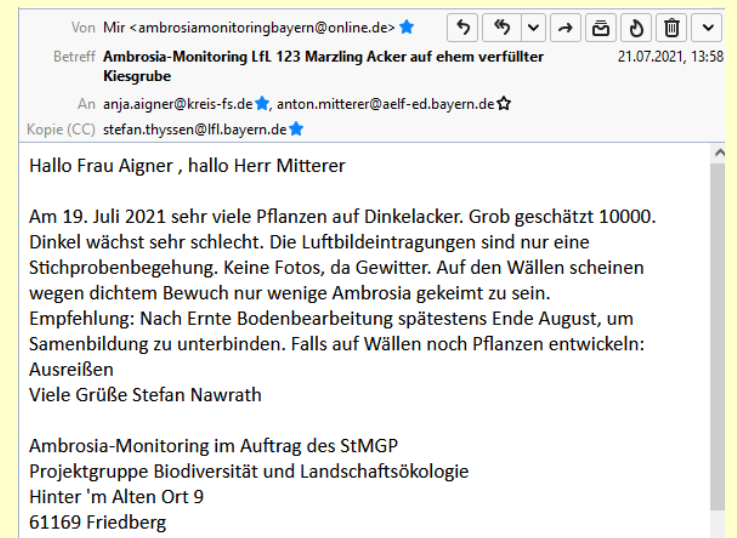 Von Mir <ambrosiamonitoringbayern@online.de>
Betreff Ambrosia-Monitoring LfL 123 Marzling Acker auf ehem verfüllter 21.07.2021, 13:58
Kiesgrube
An anja.aigner@kreis-fs.de, anton.mitterer@aelf-ed.bayern.de
Kopie (CC) stefan.thyssen@lfl.bayern.de
Hallo Frau Aigner , hallo Herr Mitterer
Am 19. Juli 2021 sehr viele Pflanzen auf Dinkelacker. Grob geschätzt 10000.
Dinkel wächst sehr schlecht. Die Luftbildeintragungen sind nur eine
Stichprobenbegehung. Keine Fotos, da Gewitter. Auf den Wällen scheinen
wegen dichtem Bewuch nur wenige Ambrosia gekeimt zu sein.
Empfehlung: Nach Ernte Bodenbearbeitung spätestens Ende August, um
Samenbildung zu unterbinden. Falls auf Wällen noch Pflanzen entwickeln:
Ausreißen
Viele Grüße Stefan Nawrath
Ambrosia-Monitoring im Auftrag des StMGP
Projektgruppe Biodiversität und Landschaftsökologie
Hinter 'm Alten Ort 9
61169 Friedberg